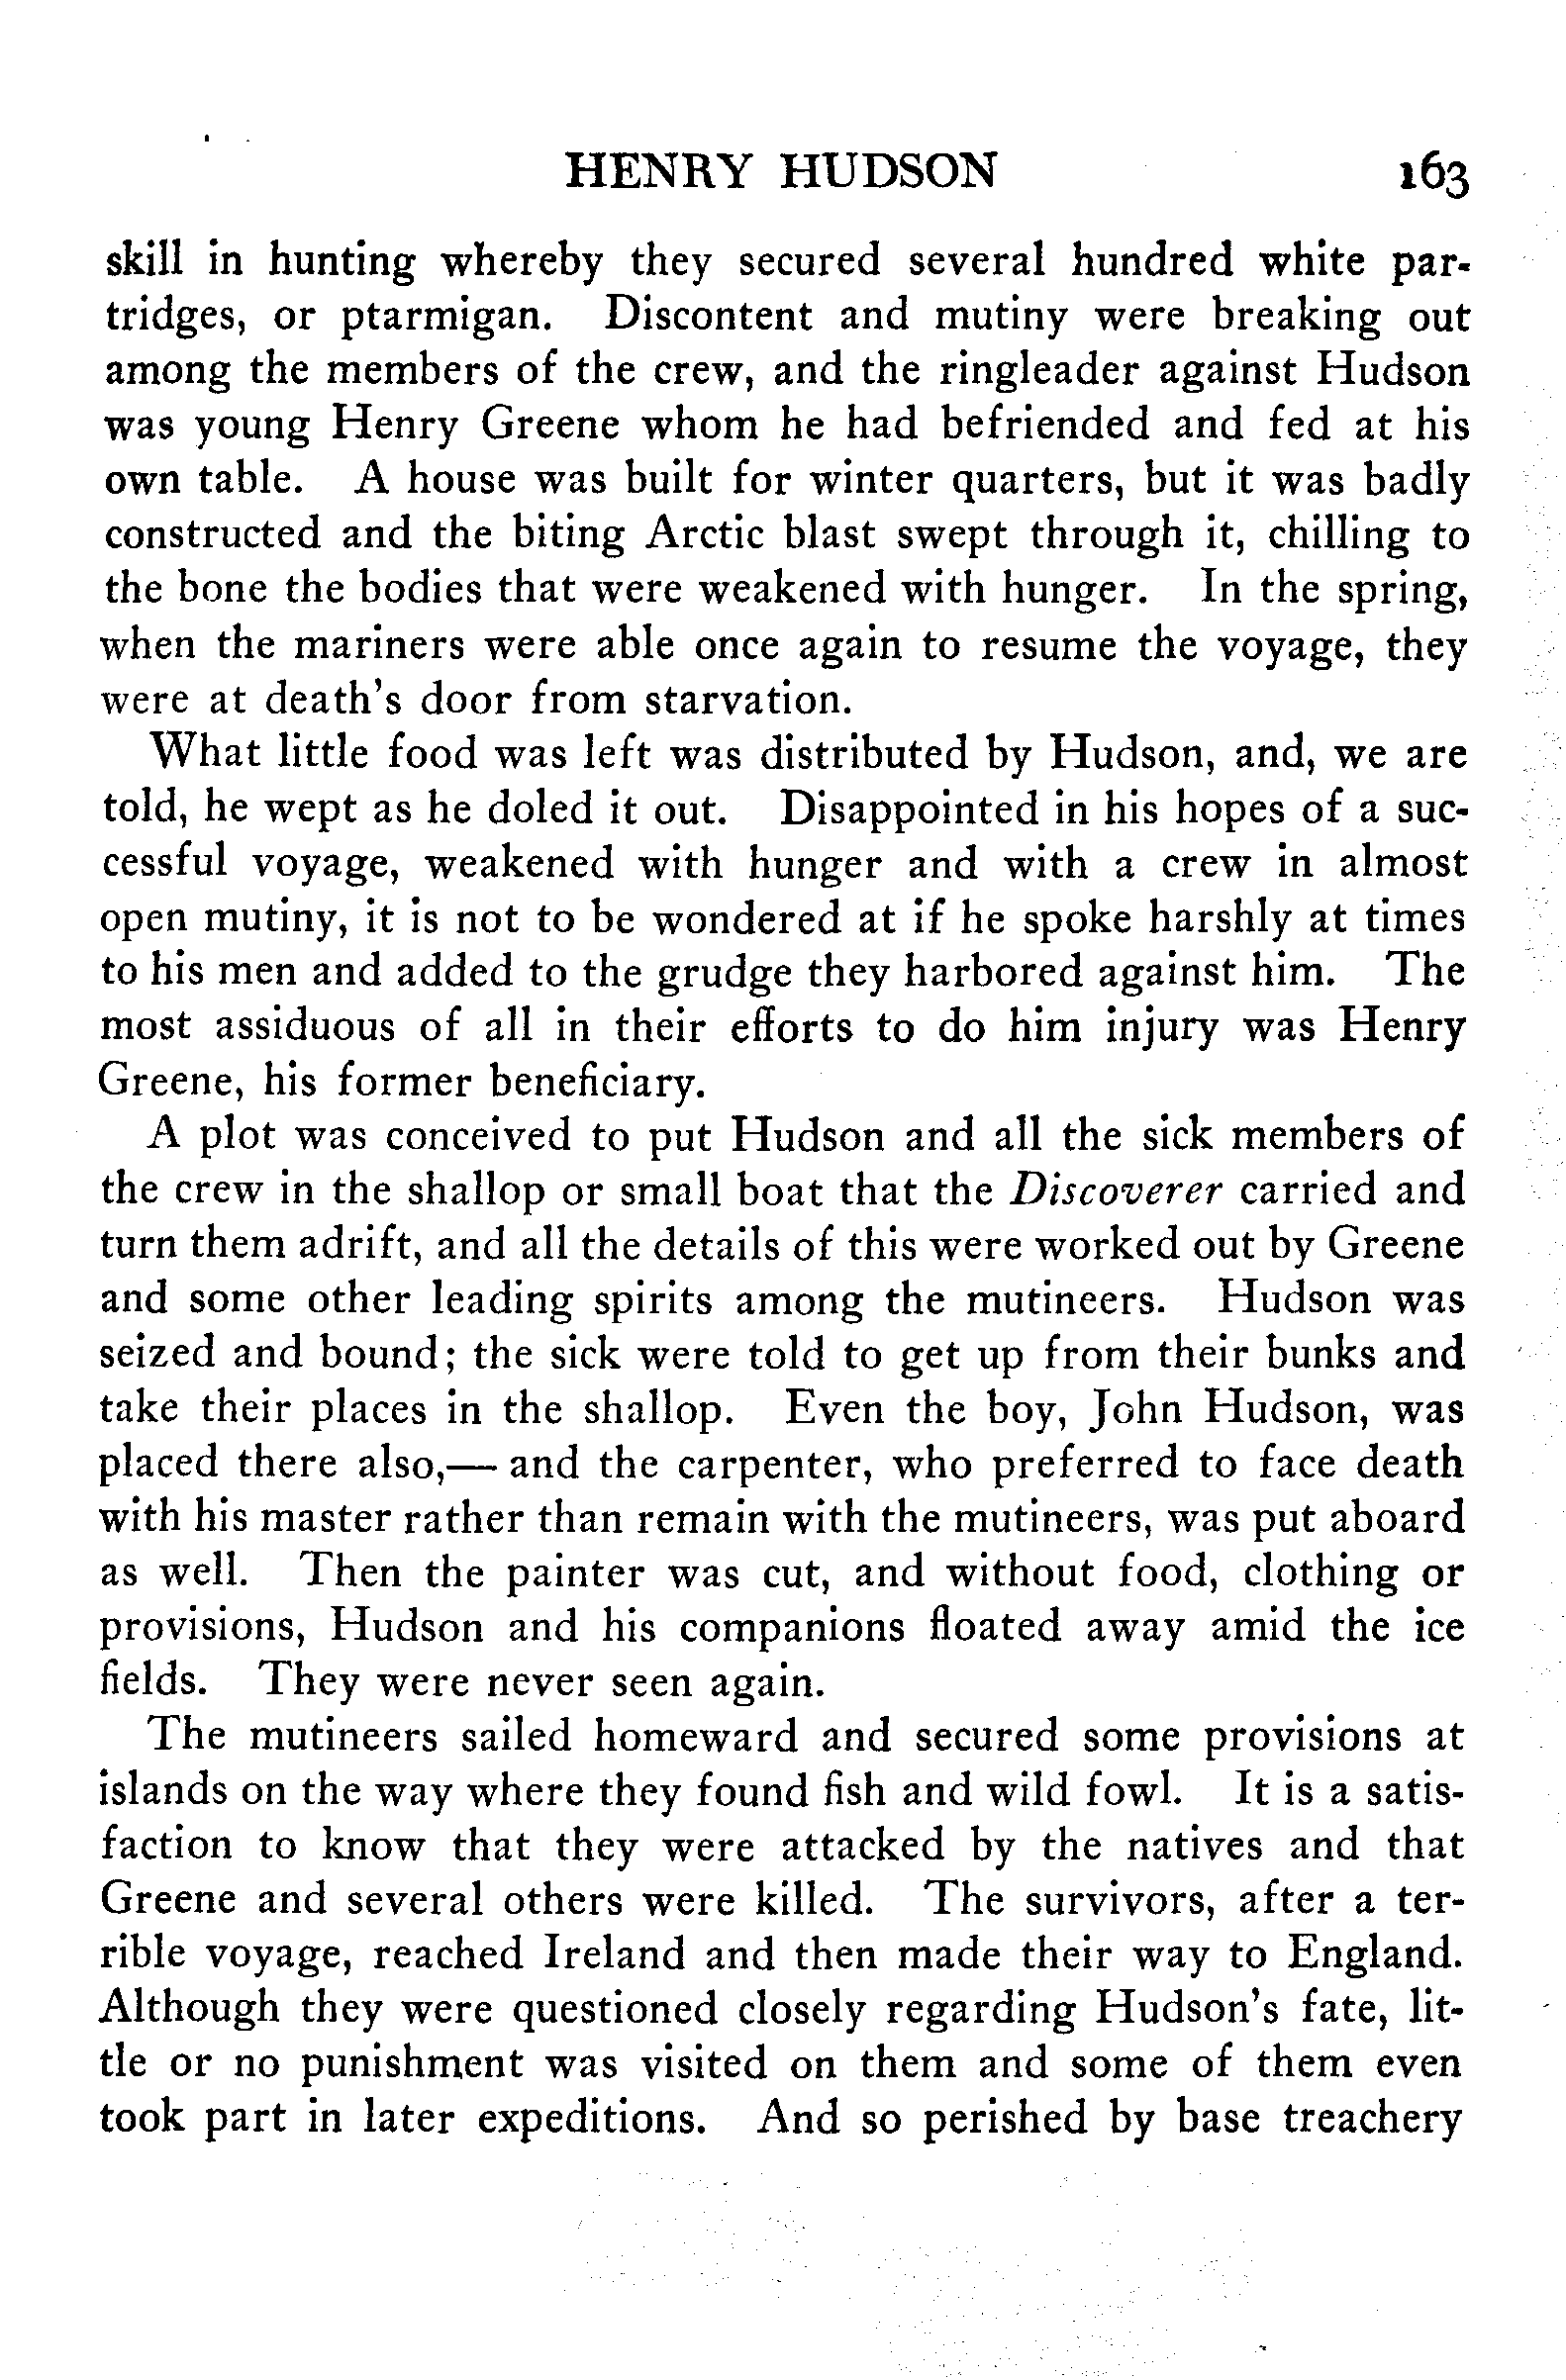 HENRY HUDSON 163
skill in hunting whereby they secured several hundred white par-
tridges, or ptarmigan. Discontent and mutiny were breaking out
among the members of the crew, and the ringleader against Hudson
was young Henry Greene whom he had befriended and fed at his
own table. A house was built for winter quarters, but it was badly
constructed and the biting Arctic blast swept through it, chilling to
the bone the bodies that were weakened with hunger. In the spring,
when the mariners were able once again to resume the voyage, they
were at death's door from starvation.
What little food was left was distributed by Hudson, and, we are
told, he wept as he doled it out. Disappointed in his hopes of a suc-
cessful voyage, weakened with hunger and with a crew in almost
open mutiny, it is not to be wondered at if he spoke harshly at times
to his men and added to the grudge they harbored against him. The
most assiduous of all in their efforts to do him injury was Henry
Greene, his former beneficiary.
A plot was conceived to put Hudson and all the sick members of
the crew in the shallop or small boat that the Discoverer carried and
turn them adrift, and all the details of this were worked out by Greene
and some other leading spirits among the mutineers. Hudson was
seized and bound; the sick were told to get up from their bunks and
take their places in the shallop. Even the boy, John Hudson, was
placed there also,— and the carpenter, who preferred to face death
with his master rather than remain with the mutineers, was put aboard
as well. Then the painter was cut, and without food, clothing or
provisions, Hudson and his companions floated away amid the ice
fields. They were never seen again.
The mutineers sailed homeward and secured some provisions at
islands on the way where they found fish and wild fowl. It is a satis-
faction to know that they were attacked by the natives and that
Greene and several others were killed. The survivors, after a ter-
rible voyage, reached Ireland and then made their way to England.
Although they were questioned closely regarding Hudson's fate, lit-
tle or no punishment was visited on them and some of them even
took part in later expeditions. And so perished by base treachery